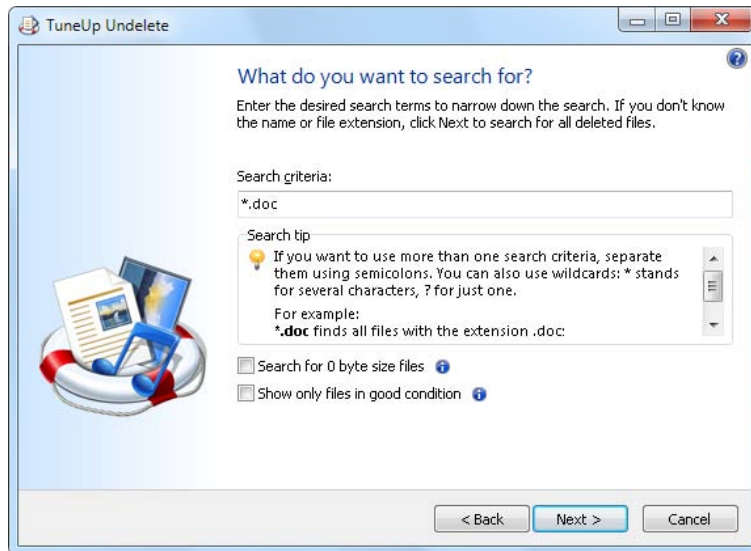 TuneUp Undelete
What do you want to search for?
Enter the desired search terms to narrow down the search. If you don't know
the name or file extension, click Next to search for all deleted files.
Search criteria:
*.doc
Search tip
If you want to use more than one search criteria, separate
them using semicolons. You can also use wildcards: * stands
for several characters, ? for just one.
For example:
*.doc finds all files with the extension .doc:
Search for 0 byte size files
Show only files in good condition
< Back
Next >
Cancel